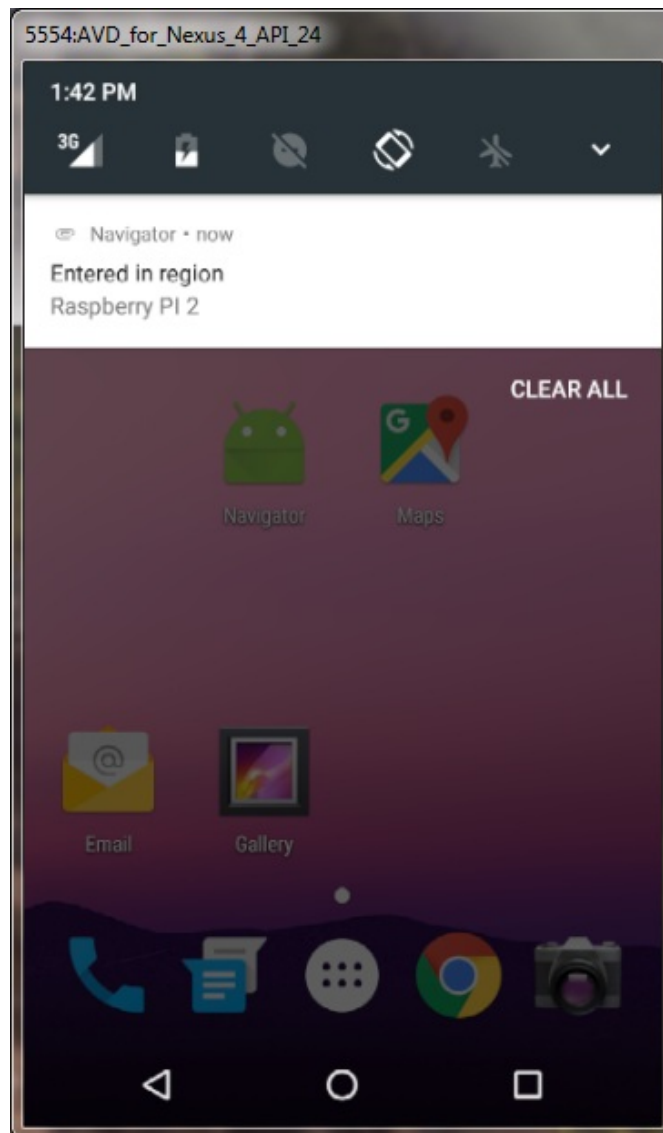 5554:AVD_for_Nexus_4_API_24
1:42 PM
3G
Navigator • now
Entered in region
Raspberry PI 2
CLEAR ALL
G
Navigator
Maps
@
Email
Gallery